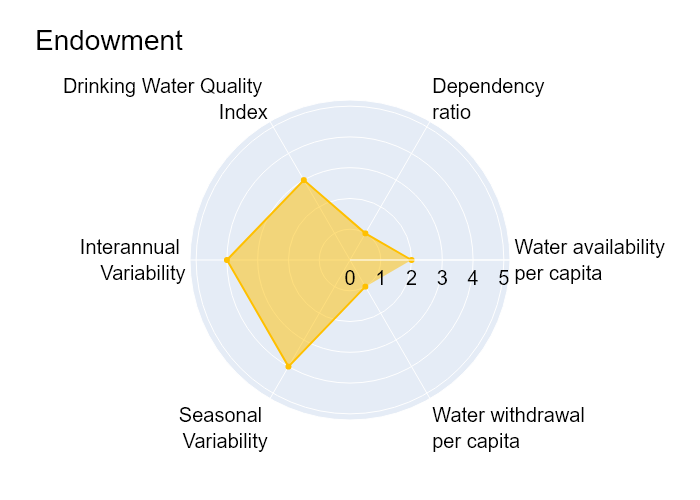 Endowment
Drinking Water Quality
Index
Dependency
ratio
Interannual
Variability
Water availability
per capita
0 1 2 3 4 5
Seasonal
Variability
Water withdrawal
per capita